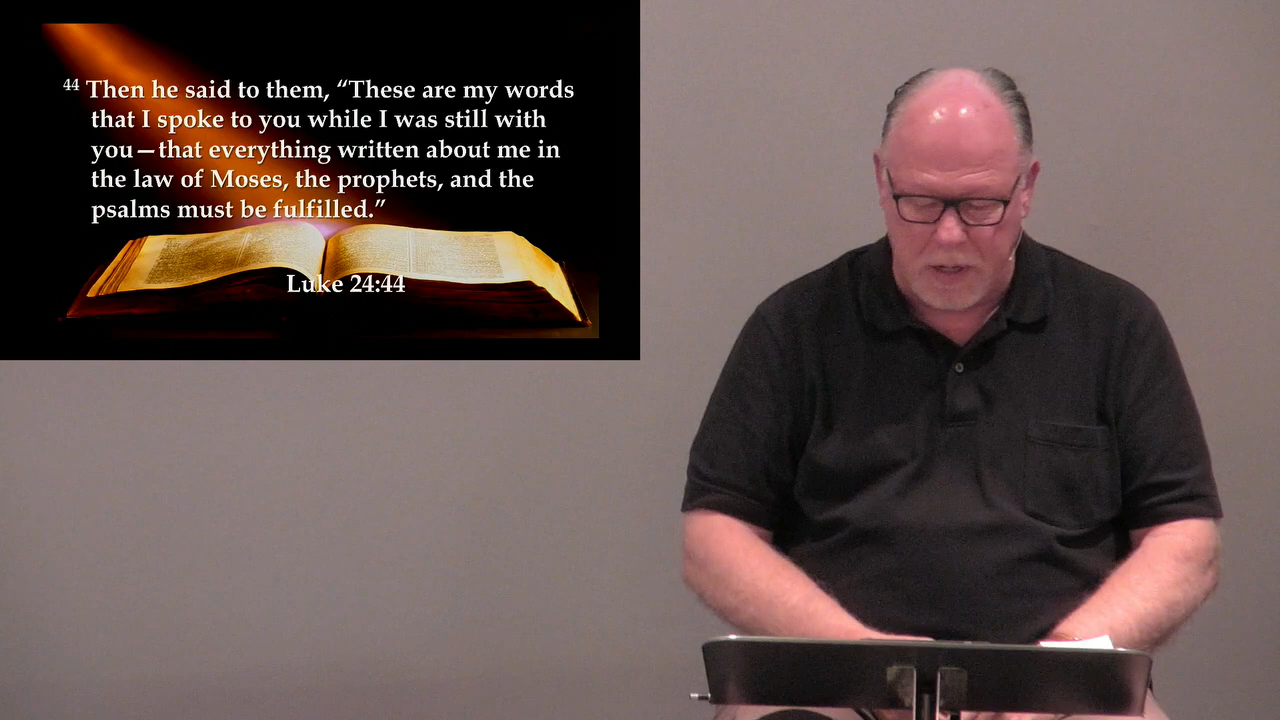 44 Then he said to them, “These are my words
that I spoke to you while I was still with
you—that everything written about me in
the law of Moses, the prophets, and the
psalms must be fulfilled.”
Luke 24:44